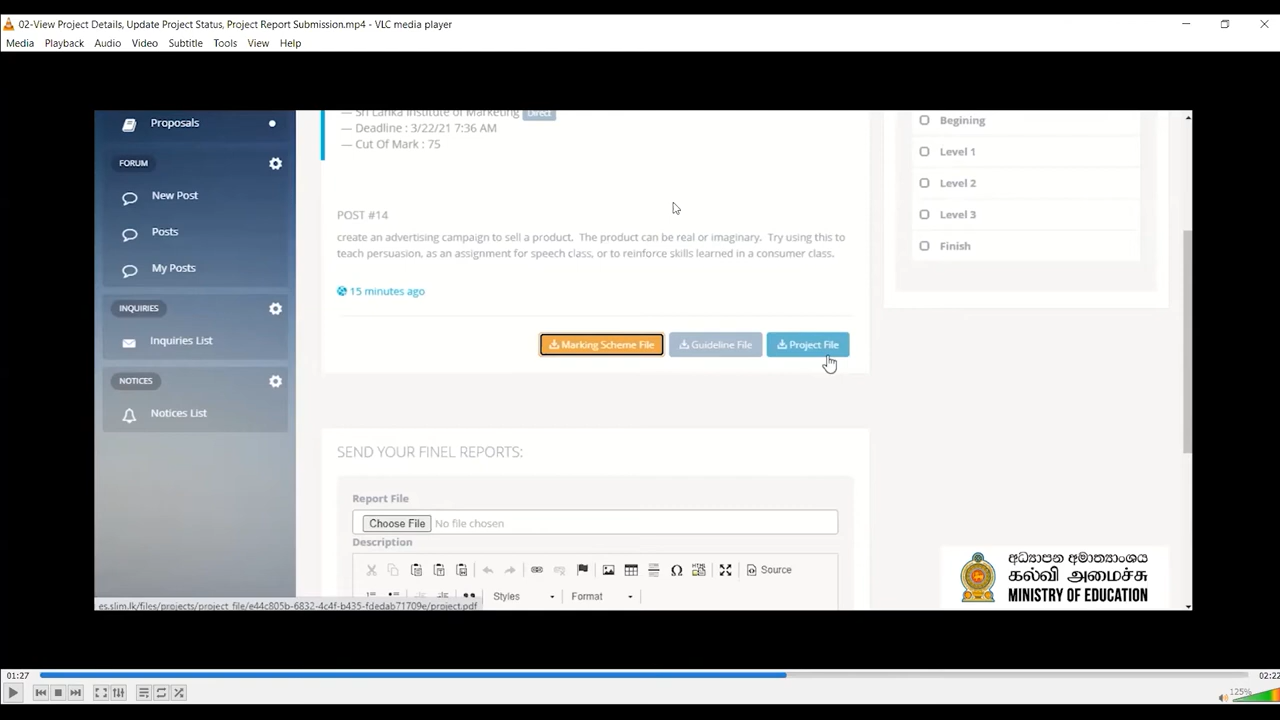 02-View Project Details, Update Project Status, Project Report Submission.mp4 - VLC media player
Media Playback Audio Video Subtitle Tools View Help
Proposals
FORUM
New Post
Posts
My Posts
INQUIRIES
Inquiries List
NOTICES
Notices List
— Sri Lanka Institute of Marketing Direct
— Deadline : 3/22/21 7:36 AM
— Cut Of Mark : 75
POST #14
create an advertising campaign to sell a product. The product can be real or imaginary. Try using this to
teach persuasion, as an assignment for speech class, or to reinforce skills learned in a consumer class.
15 minutes ago
Marking Scheme File Guideline File Project File
Begining
Level 1
Level 2
Level 3
Finish
SEND YOUR FINEL REPORTS:
Report File
Choose File No file chosen
Description
Source
Styles Format
es.slim.lk/files/projects/project_file/e44c805b-6832-4c4f-b435-fdedab71709e/project.pdf
අධ්‍යාපන අමාත්‍යාංශය
கல்வி அமைச்சு
MINISTRY OF EDUCATION
01:27 02:22
125%